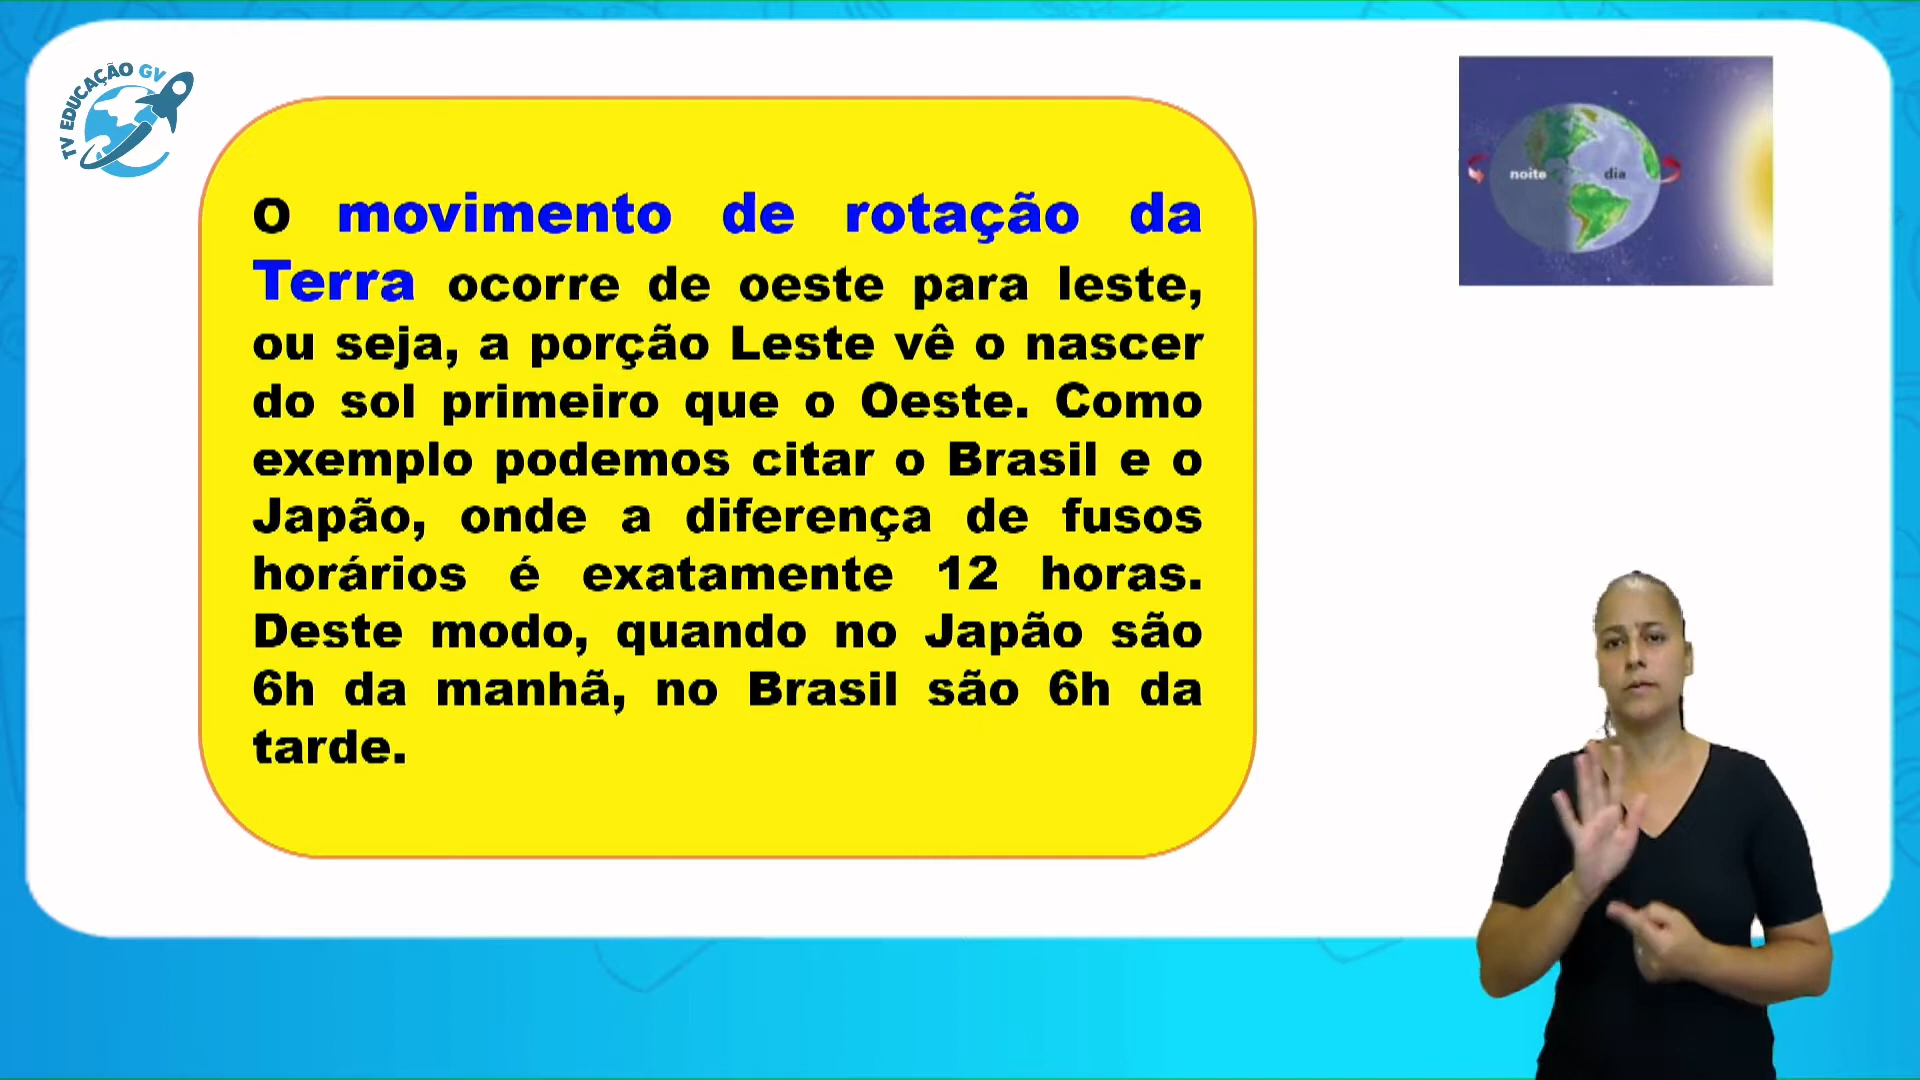 TV EDUCAÇÃO GV
O movimento de rotação da
Terra ocorre de oeste para leste,
ou seja, a porção Leste vê o nascer
do sol primeiro que o Oeste. Como
exemplo podemos citar o Brasil e o
Japão, onde a diferença de fusos
horários é exatamente 12 horas.
Deste modo, quando no Japão são
6h da manhã, no Brasil são 6h da
tarde.
noite dia